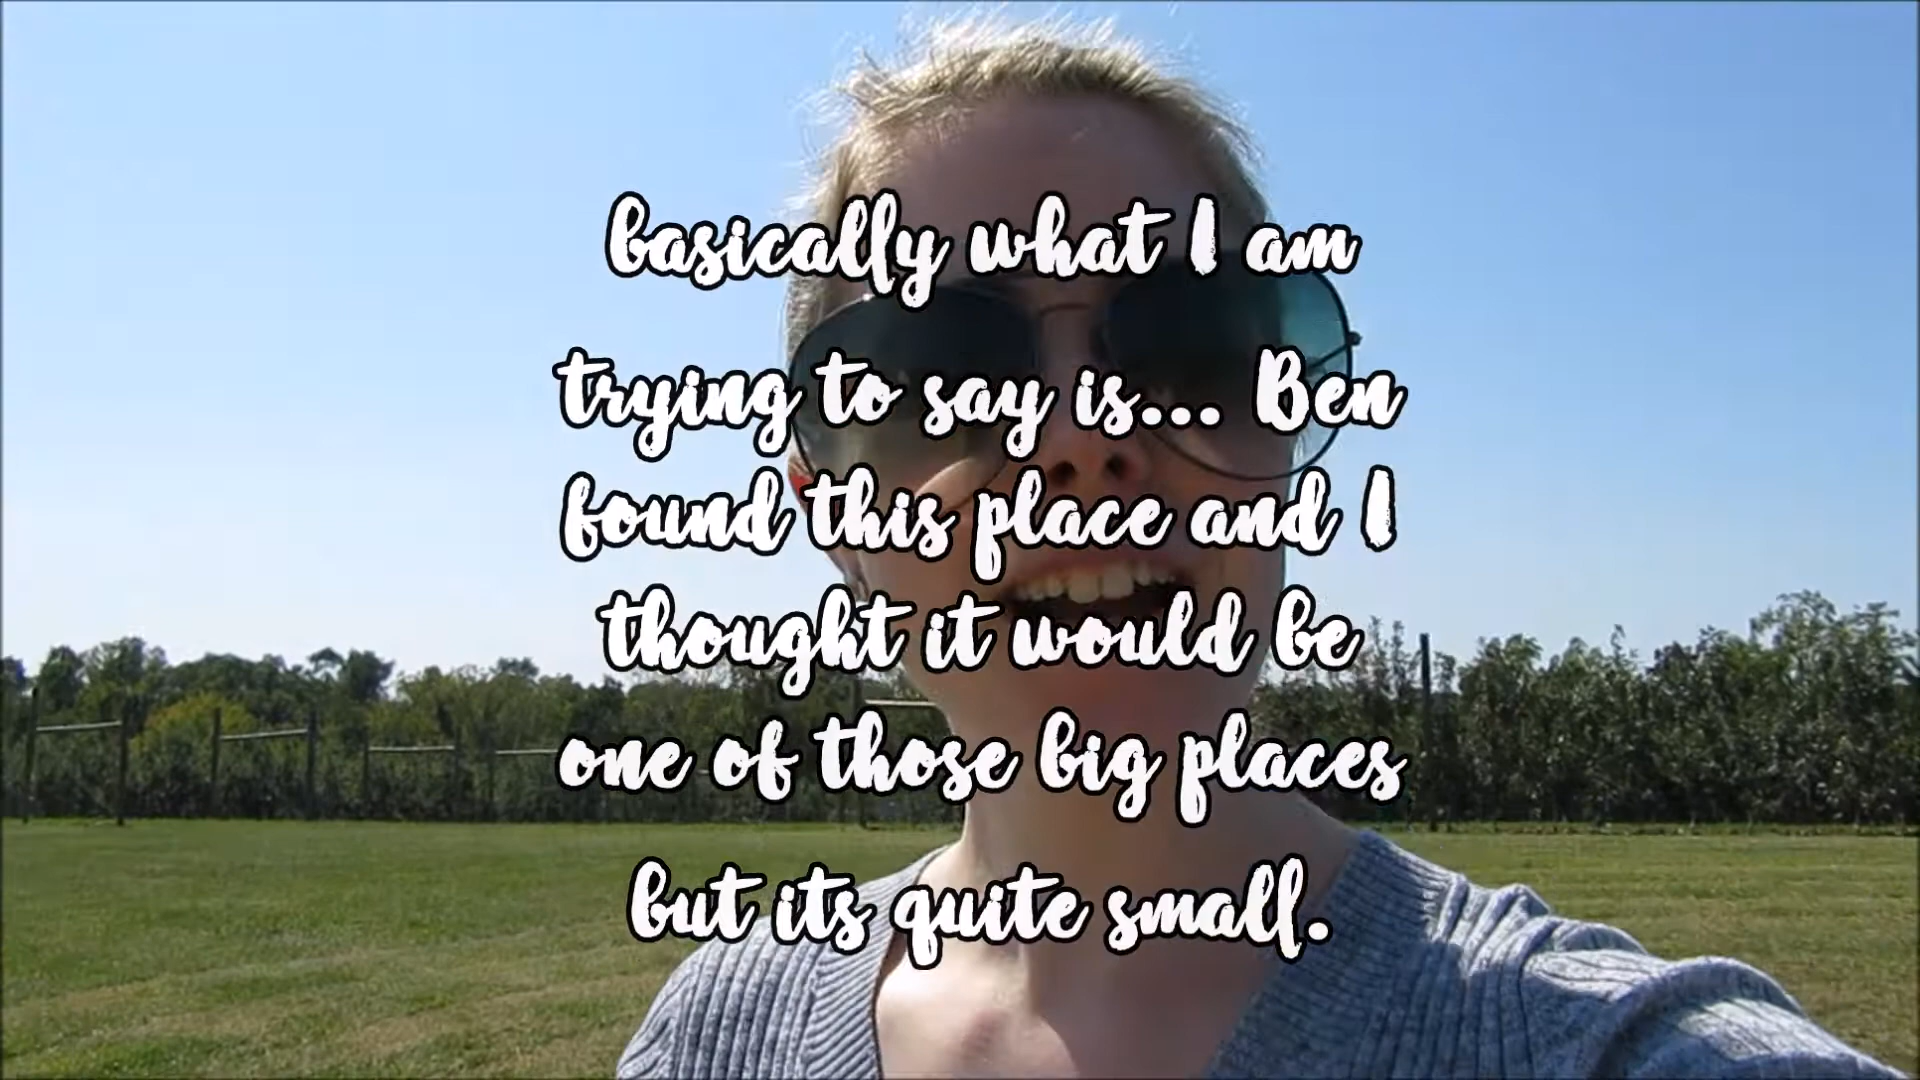 basically what I am
trying to say is... Ben
found this place and I
thought it would be
one of those big places
but its quite small.